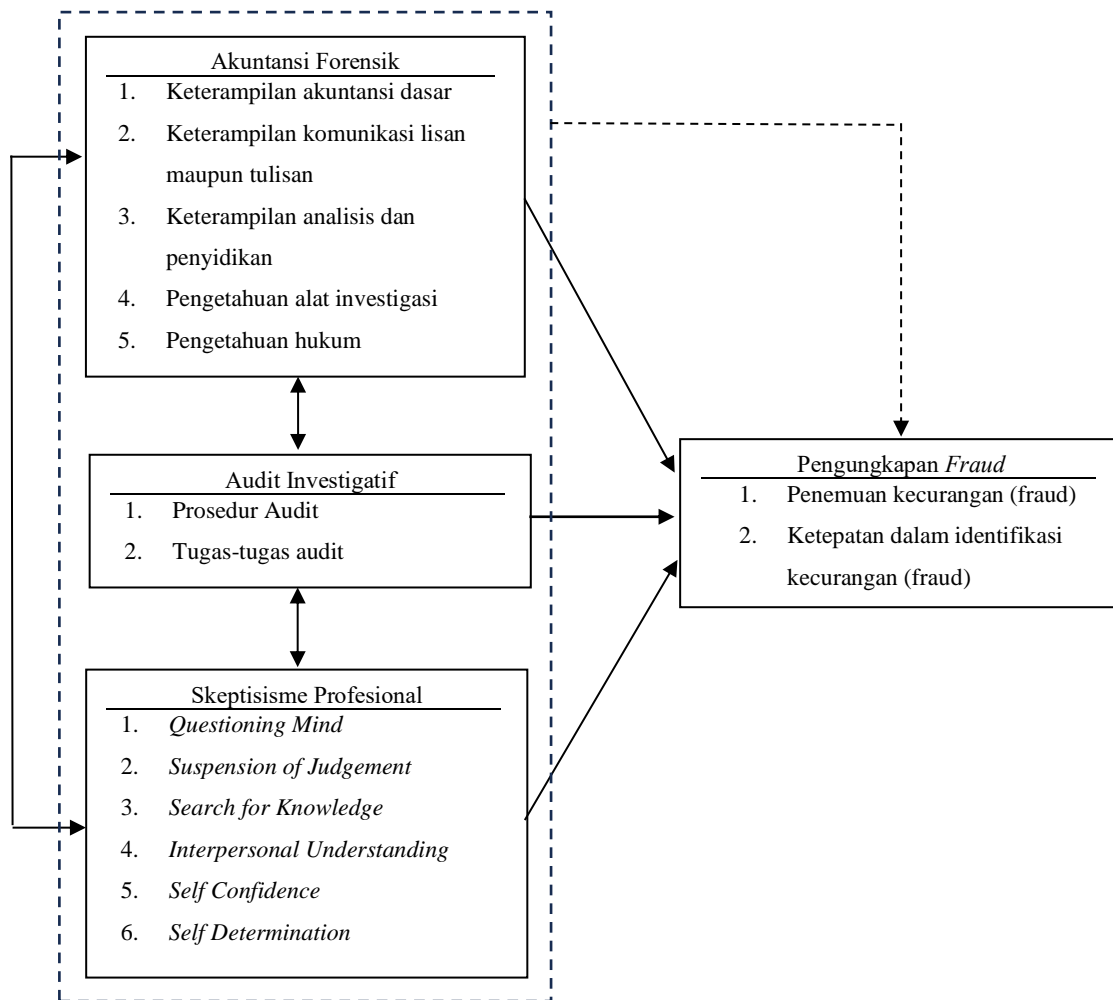 Akuntansi Forensik
1. Keterampilan akuntansi dasar
2. Keterampilan komunikasi lisan
maupun tulisan
3. Keterampilan analisis dan
penyidikan
4. Pengetahuan alat investigasi
5. Pengetahuan hukum
Audit Investigatif
1. Prosedur Audit
2. Tugas-tugas audit
Pengungkapan Fraud
1. Penemuan kecurangan (fraud)
2. Ketepatan dalam identifikasi
kecurangan (fraud)
Skeptisisme Profesional
1. Questioning Mind
2. Suspension of Judgement
3. Search for Knowledge
4. Interpersonal Understanding
5. Self Confidence
6. Self Determination